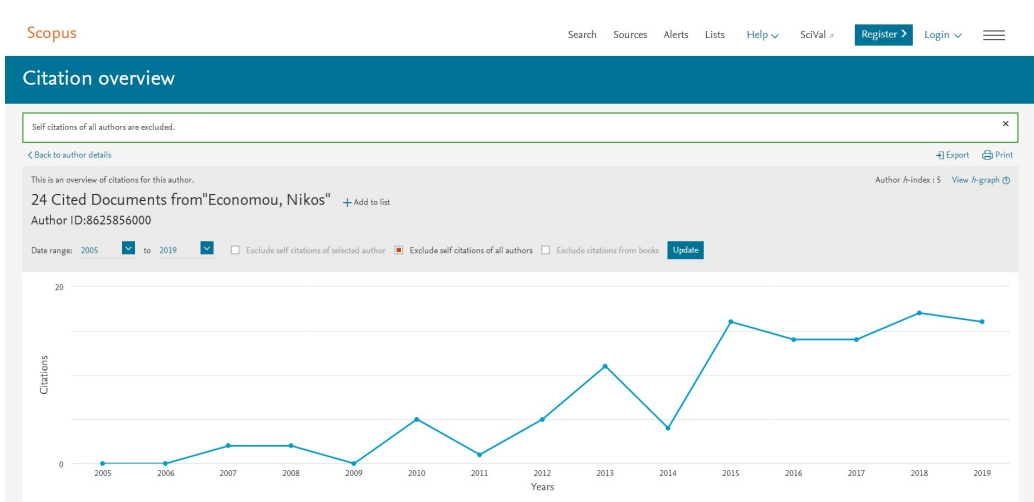 Scopus
Search Sources Alerts Lists Help SciVal Register Login
Citation overview
Self citations of all authors are excluded.
Back to author details
Export Print
This is an overview of citations for this author.
Author h-index : 5 View h-graph
24 Cited Documents from"Economou, Nikos" + Add to list
Author ID:8625856000
Date range: 2005 to 2019 Exclude self citations of selected author Exclude self citations of all authors Exclude citations from books Update
20
Citations
0
2005 2006 2007 2008 2009 2010 2011 2012 2013 2014 2015 2016 2017 2018 2019
Years